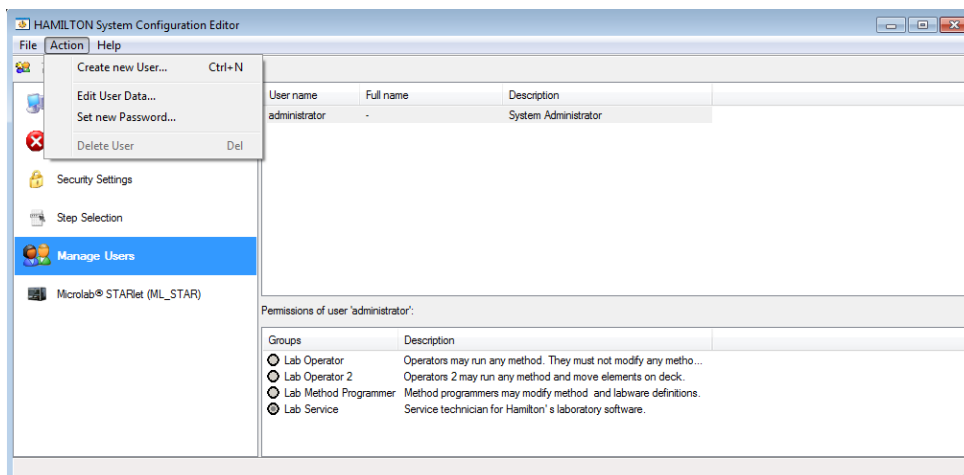 HAMILTON System Configuration Editor
File Action Help
Create new User... Ctrl+N
Edit User Data...
Set new Password...
Delete User Del
Security Settings
Step Selection
Manage Users
Microlab® STARlet (ML_STAR)
User name Full name Description
administrator - System Administrator
Permissions of user 'administrator':
Groups Description
Lab Operator Operators may run any method. They must not modify any metho...
Lab Operator 2 Operators 2 may run any method and move elements on deck.
Lab Method Programmer Method programmers may modify method and labware definitions.
Lab Service Service technician for Hamilton' s laboratory software.